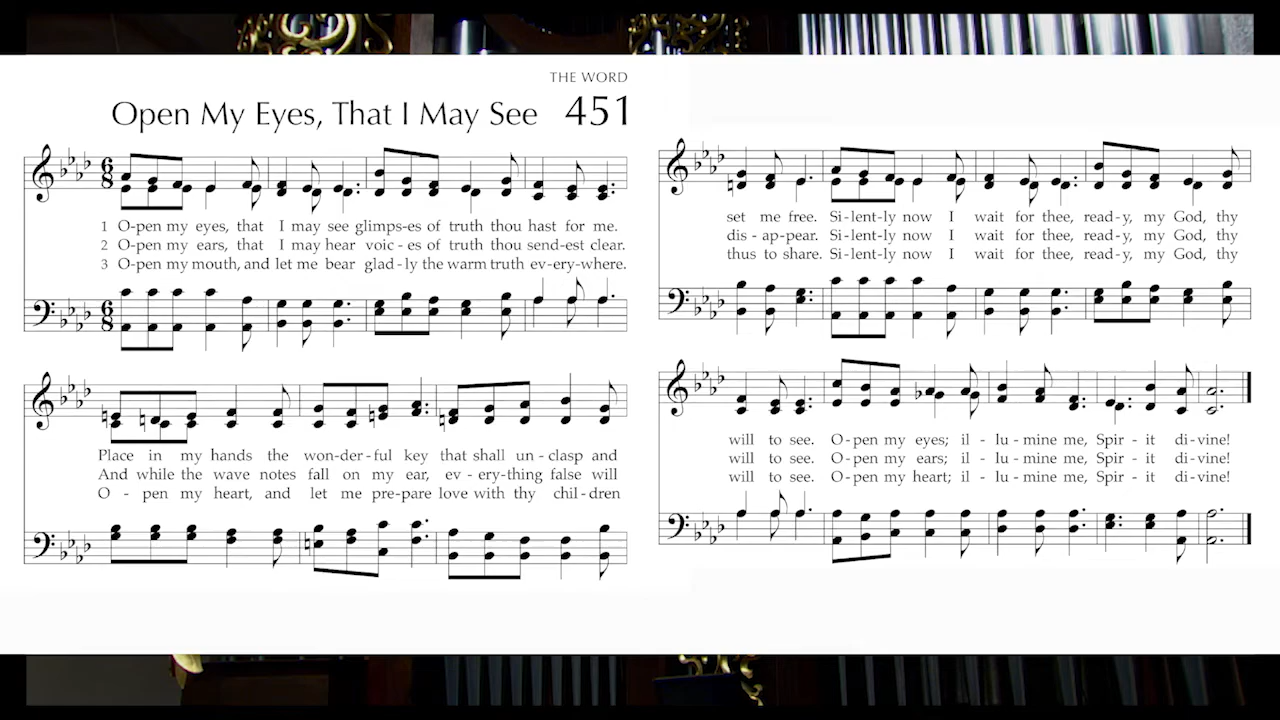 THE WORD
Open My Eyes, That I May See 451
6
8
1 O-pen my eyes, that I may see glimps-es of truth thou hast for me.
2 O-pen my ears, that I may hear voic-es of truth thou send-est clear.
3 O-pen my mouth, and let me bear glad-ly the warm truth ev-ery-where.
6
8
Place in my hands the won-der-ful key that shall un-clasp and
And while the wave notes fall on my ear, ev-ery-thing false will
O-pen my heart, and let me pre-pare love with thy chil-dren
set me free. Si-lent-ly now I wait for thee, read-y, my God, thy
dis-ap-pear. Si-lent-ly now I wait for thee, read-y, my God, thy
thus to share. Si-lent-ly now I wait for thee, read-y, my God, thy
will to see. O-pen my eyes; il-lu-mine me, Spir-it di-vine!
will to see. O-pen my ears; il-lu-mine me, Spir-it di-vine!
will to see. O-pen my heart; il-lu-mine me, Spir-it di-vine!